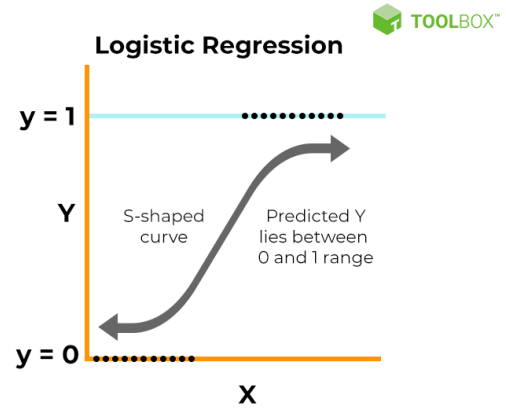 TOOLBOX™
Logistic Regression
y = 1
Y
S-shaped
curve
Predicted Y
lies between
0 and 1 range
y = 0
X